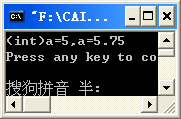 "F:\CAI...
(int)a=5,a=5.75
Press any key to co
搜狗拼音 半: